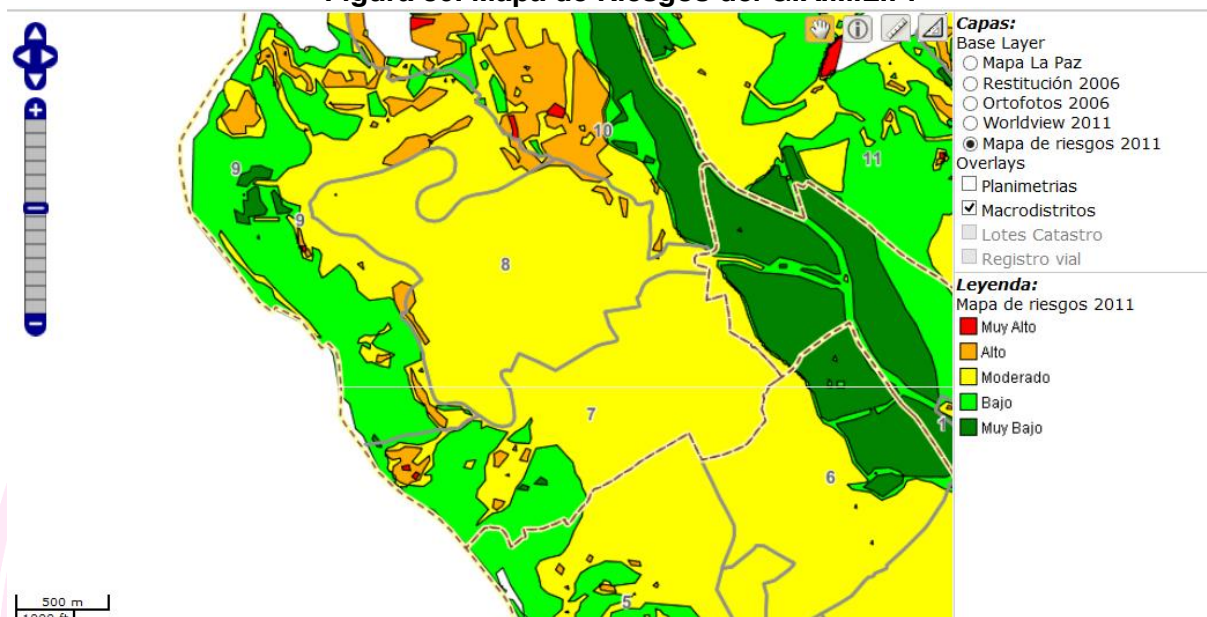 Capas:
Base Layer
Mapa La Paz
Restitución 2006
Ortofotos 2006
Worldview 2011
Mapa de riesgos 2011
Overlays
Planimetrias
Macrodistritos
Lotes Catastro
Registro vial
Leyenda:
Mapa de riesgos 2011
Muy Alto
Alto
Moderado
Bajo
Muy Bajo
10
11
9
9
8
7
6
1
5
500 m